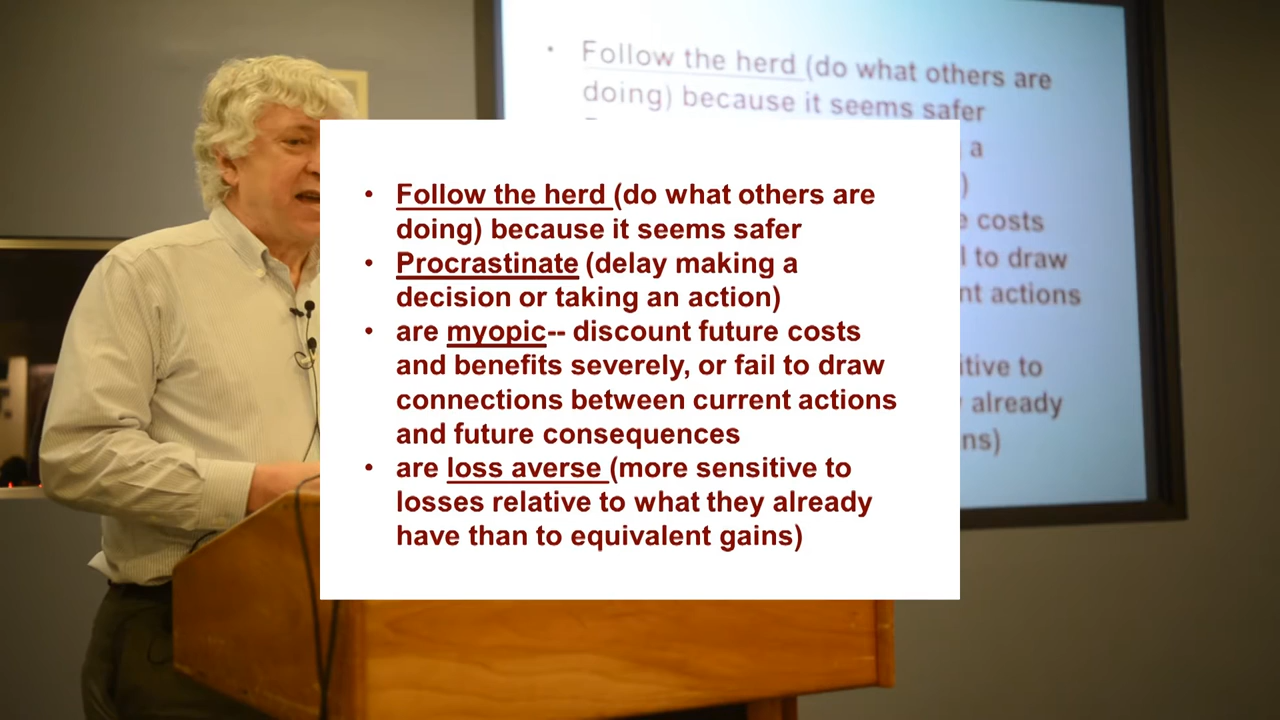 Follow the herd (do what others are
doing) because it seems safer
a
)
costs
to draw
nt actions
itive to
already
ns)
• Follow the herd (do what others are
doing) because it seems safer
• Procrastinate (delay making a
decision or taking an action)
• are myopic-- discount future costs
and benefits severely, or fail to draw
connections between current actions
and future consequences
• are loss averse (more sensitive to
losses relative to what they already
have than to equivalent gains)